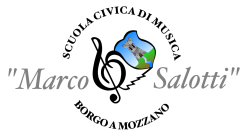 SCUOLA CIVICA DI MUSICA
"Marco Salotti"
BORGO A MOZZANO